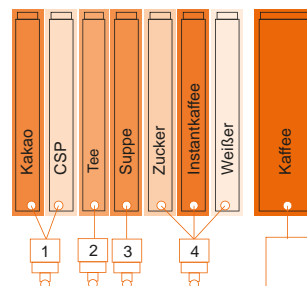 Kakao
CSP
Tee
Suppe
Zucker
Instantkaffee
Weißer
Kaffee
1
2
3
4